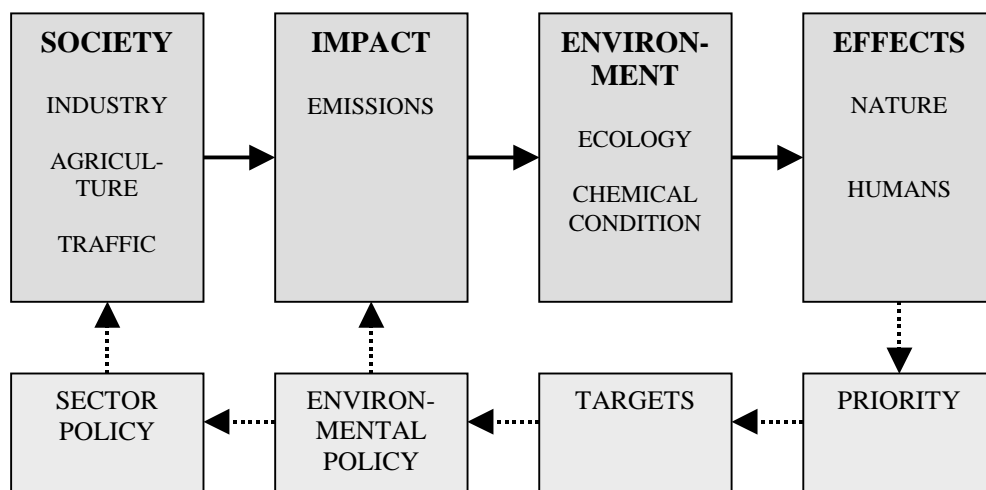 SOCIETY
INDUSTRY
AGRICUL-
TURE
TRAFFIC
IMPACT
EMISSIONS
ENVIRON-
MENT
ECOLOGY
CHEMICAL
CONDITION
EFFECTS
NATURE
HUMANS
SECTOR
POLICY
ENVIRON-
MENTAL
POLICY
TARGETS
PRIORITY